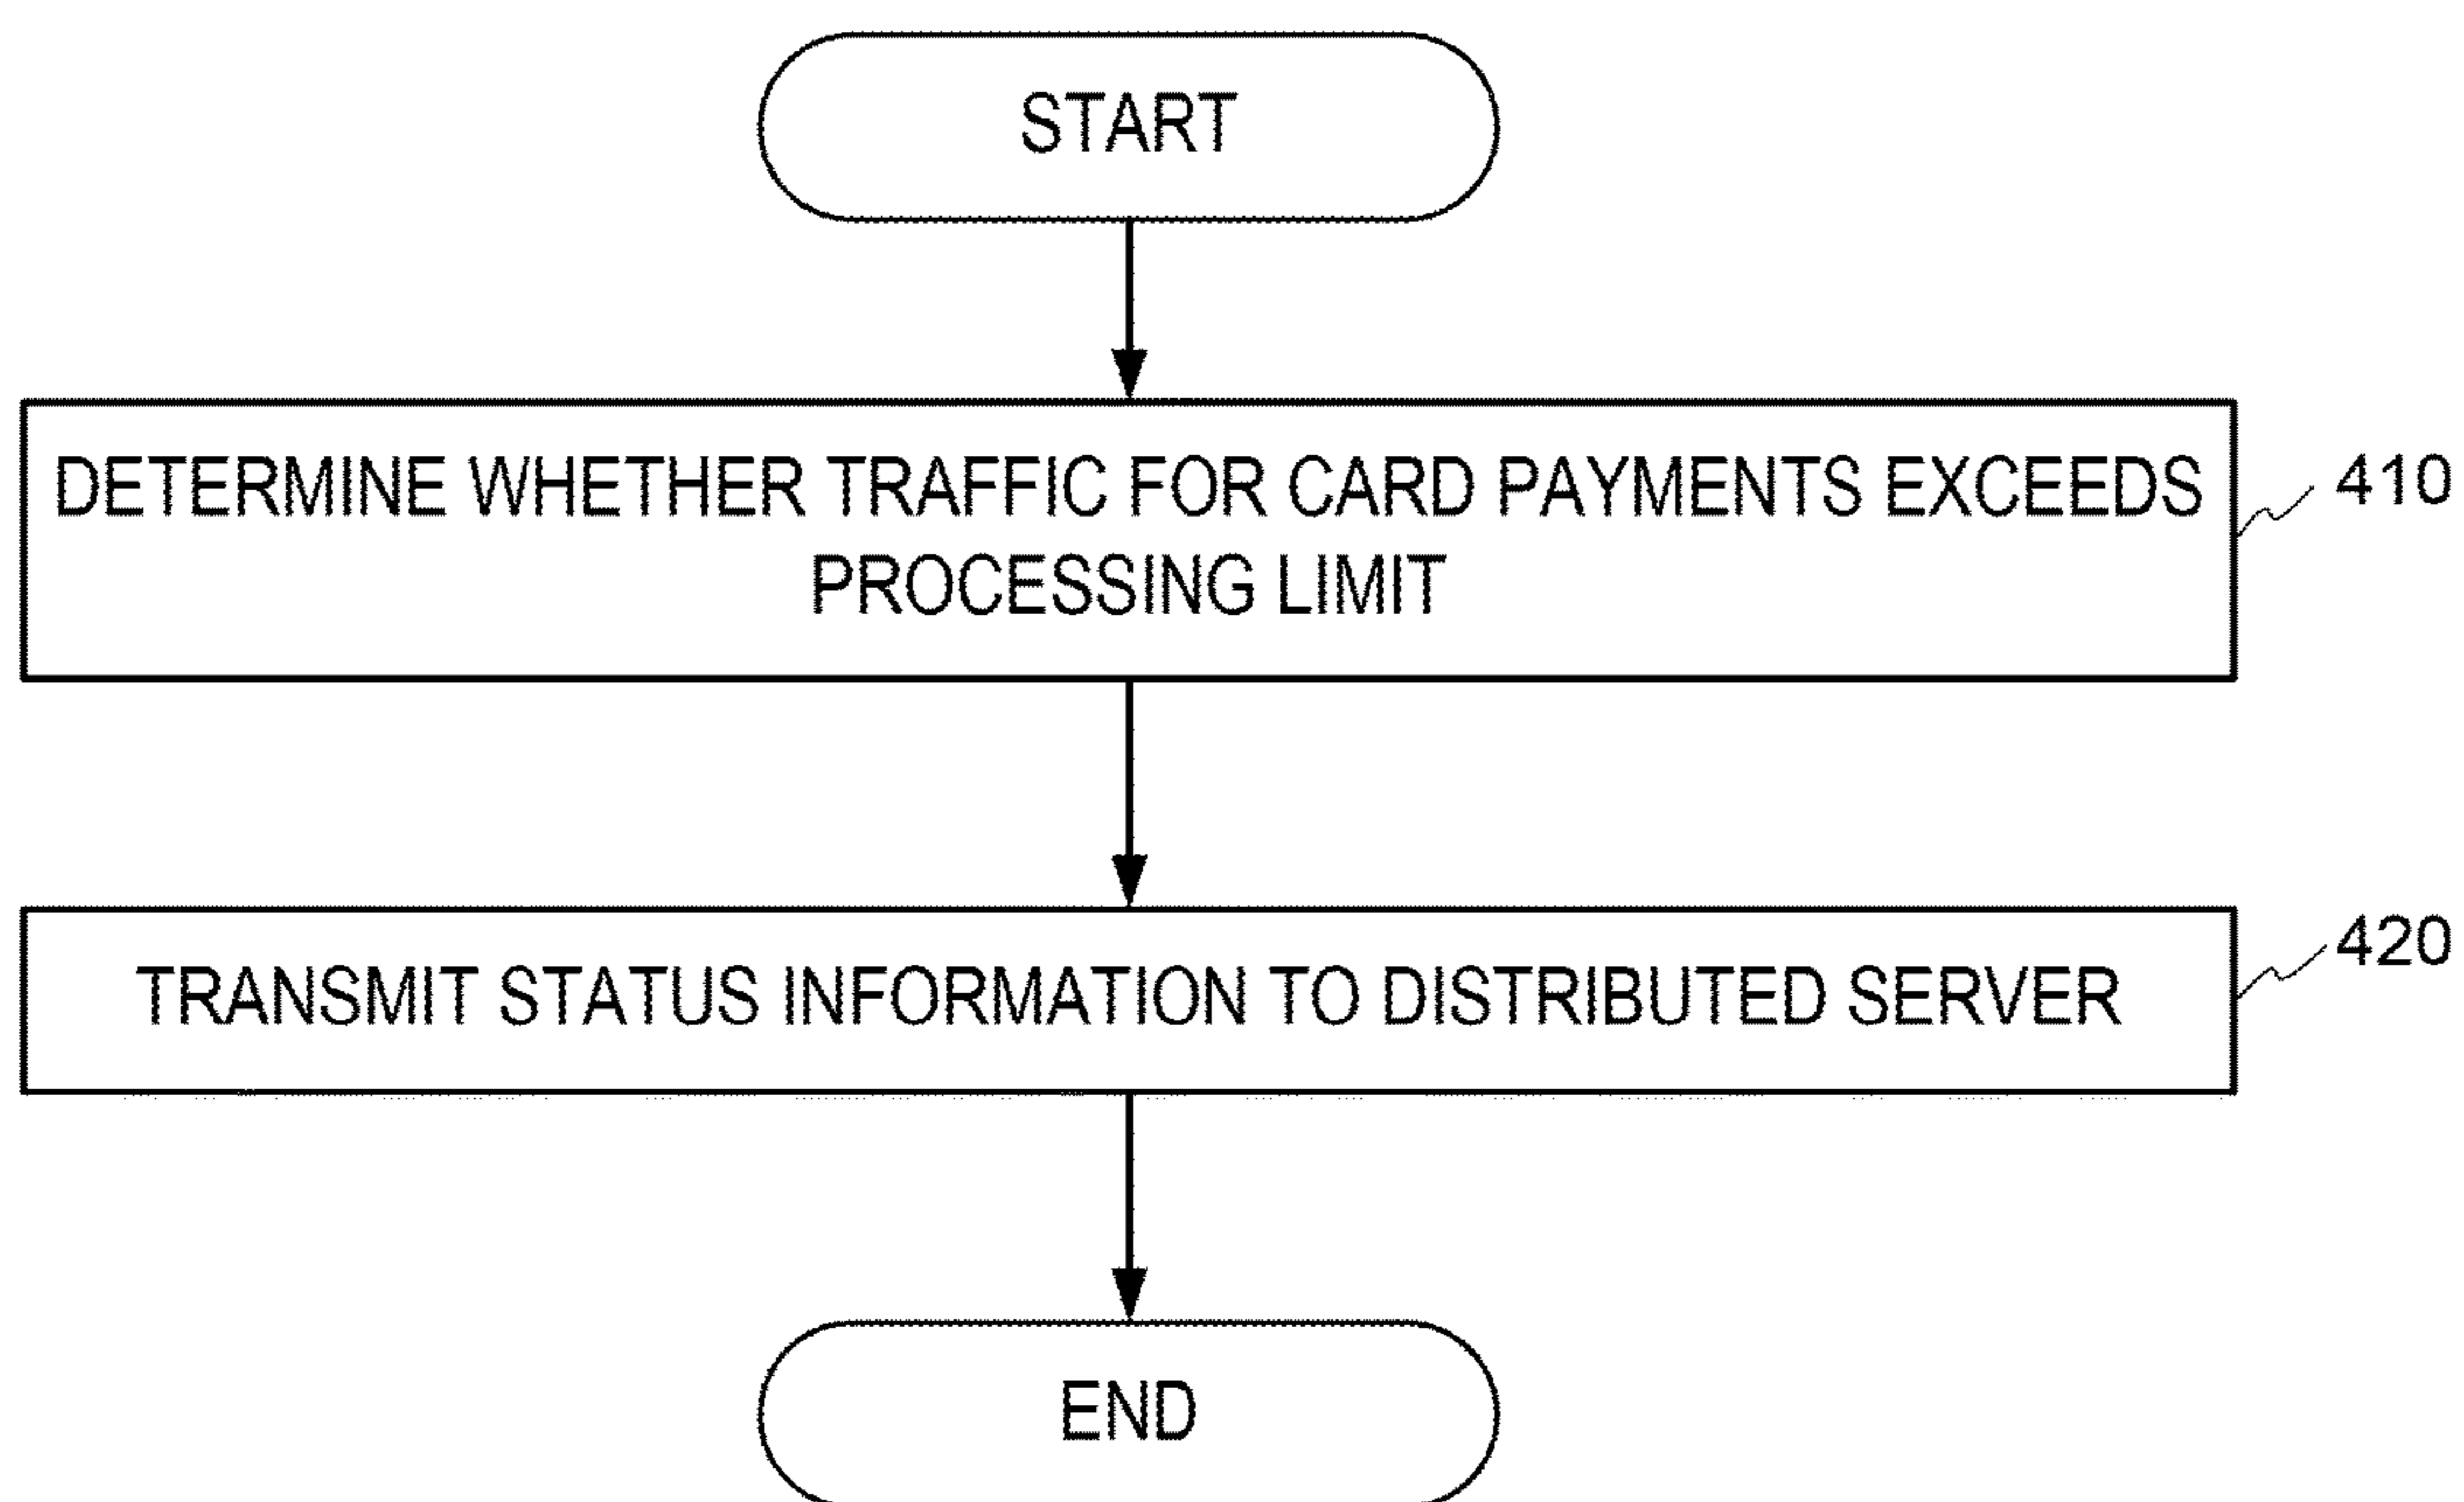 START
DETERMINE WHETHER TRAFFIC FOR CARD PAYMENTS EXCEEDS
PROCESSING LIMIT
410
TRANSMIT STATUS INFORMATION TO DISTRIBUTED SERVER
420
END